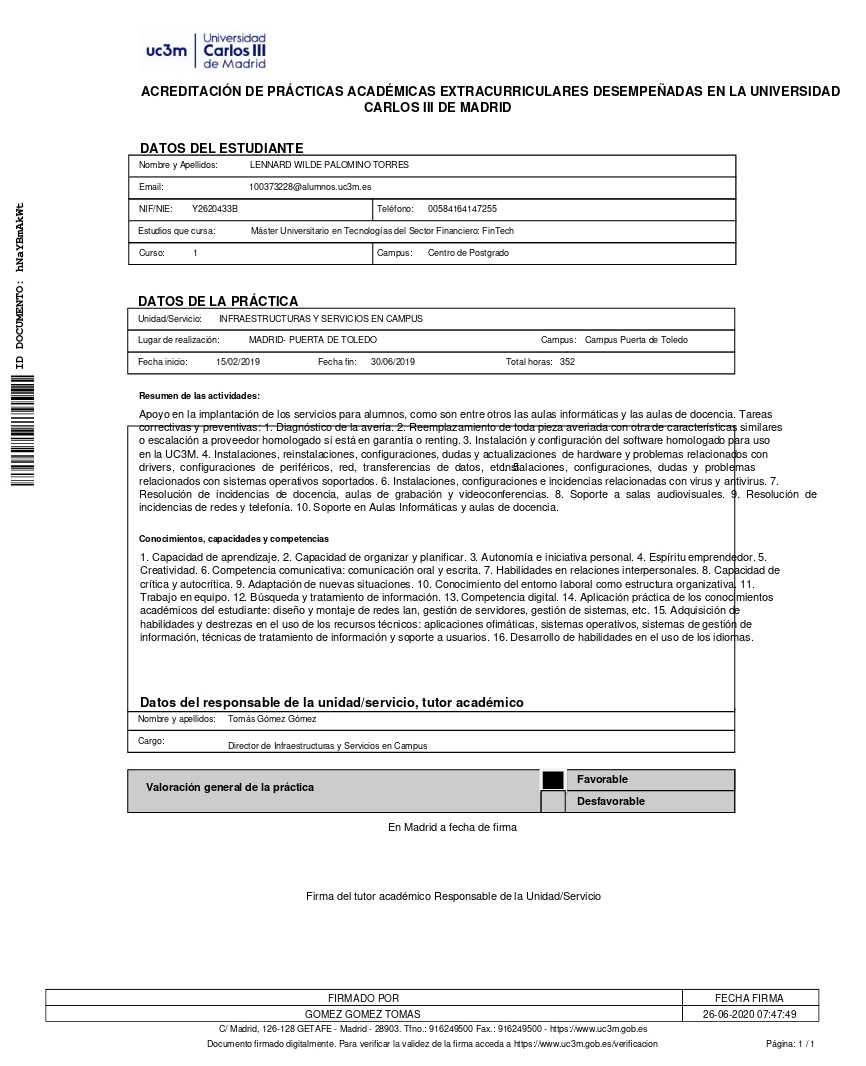 uc3m
Universidad
Carlos III
de Madrid
ACREDITACIÓN DE PRÁCTICAS ACADÉMICAS EXTRACURRICULARES DESEMPEÑADAS EN LA UNIVERSIDAD
CARLOS III DE MADRID
ID DOCUMENTO: hNaYBmAkWt
DATOS DEL ESTUDIANTE
Nombre y Apellidos: LENNARD WILDE PALOMINO TORRES
Email: 100373228@alumnos.uc3m.es
NIF/NIE: Y2620433B Teléfono: 00584164147255
Estudios que cursa: Máster Universitario en Tecnologías del Sector Financiero: FinTech
Curso: 1 Campus: Centro de Postgrado
DATOS DE LA PRÁCTICA
Unidad/Servicio: INFRAESTRUCTURAS Y SERVICIOS EN CAMPUS
Lugar de realización: MADRID- PUERTA DE TOLEDO Campus: Campus Puerta de Toledo
Fecha inicio: 15/02/2019 Fecha fin: 30/06/2019 Total horas: 352
Resumen de las actividades:
Apoyo en la implantación de los servicios para alumnos, como son entre otros las aulas informáticas y las aulas de docencia. Tareas
correctivas y preventivas: 1. Diagnóstico de la avería. 2. Reemplazamiento de toda pieza averiada con otra de características similares
o escalación a proveedor homologado si está en garantía o renting. 3. Instalación y configuración del software homologado para uso
en la UC3M. 4. Instalaciones, reinstalaciones, configuraciones, dudas y actualizaciones de hardware y problemas relacionados con
drivers, configuraciones de periféricos, red, transferencias de datos, etc. 5. Instalaciones, configuraciones, dudas y problemas
relacionados con sistemas operativos soportados. 6. Instalaciones, configuraciones e incidencias relacionadas con virus y antivirus. 7.
Resolución de incidencias de docencia, aulas de grabación y videoconferencias. 8. Soporte a salas audiovisuales. 9. Resolución de
incidencias de redes y telefonía. 10. Soporte en Aulas Informáticas y aulas de docencia.
Conocimientos, capacidades y competencias
1. Capacidad de aprendizaje. 2. Capacidad de organizar y planificar. 3. Autonomía e iniciativa personal. 4. Espíritu emprendedor. 5.
Creatividad. 6. Competencia comunicativa: comunicación oral y escrita. 7. Habilidades en relaciones interpersonales. 8. Capacidad de
crítica y autocrítica. 9. Adaptación de nuevas situaciones. 10. Conocimiento del entorno laboral como estructura organizativa. 11.
Trabajo en equipo. 12. Búsqueda y tratamiento de información. 13. Competencia digital. 14. Aplicación práctica de los conocimientos
académicos del estudiante: diseño y montaje de redes lan, gestión de servidores, gestión de sistemas, etc. 15. Adquisición de
habilidades y destrezas en el uso de los recursos técnicos: aplicaciones ofimáticas, sistemas operativos, sistemas de gestión de
información, técnicas de tratamiento de información y soporte a usuarios. 16. Desarrollo de habilidades en el uso de los idiomas.
Datos del responsable de la unidad/servicio, tutor académico
Nombre y apellidos: Tomás Gómez Gómez
Cargo: Director de Infraestructuras y Servicios en Campus
Valoración general de la práctica
Favorable
Desfavorable
En Madrid a fecha de firma
Firma del tutor académico Responsable de la Unidad/Servicio
FIRMADO POR FECHA FIRMA
GOMEZ GOMEZ TOMAS 26-06-2020 07:47:49
C/ Madrid, 126-128 GETAFE - Madrid - 28903. Tfno.: 916249500 Fax.: 916249500 - https://www.uc3m.gob.es
Documento firmado digitalmente. Para verificar la validez de la firma acceda a https://www.uc3m.gob.es/verificacion Página: 1 / 1